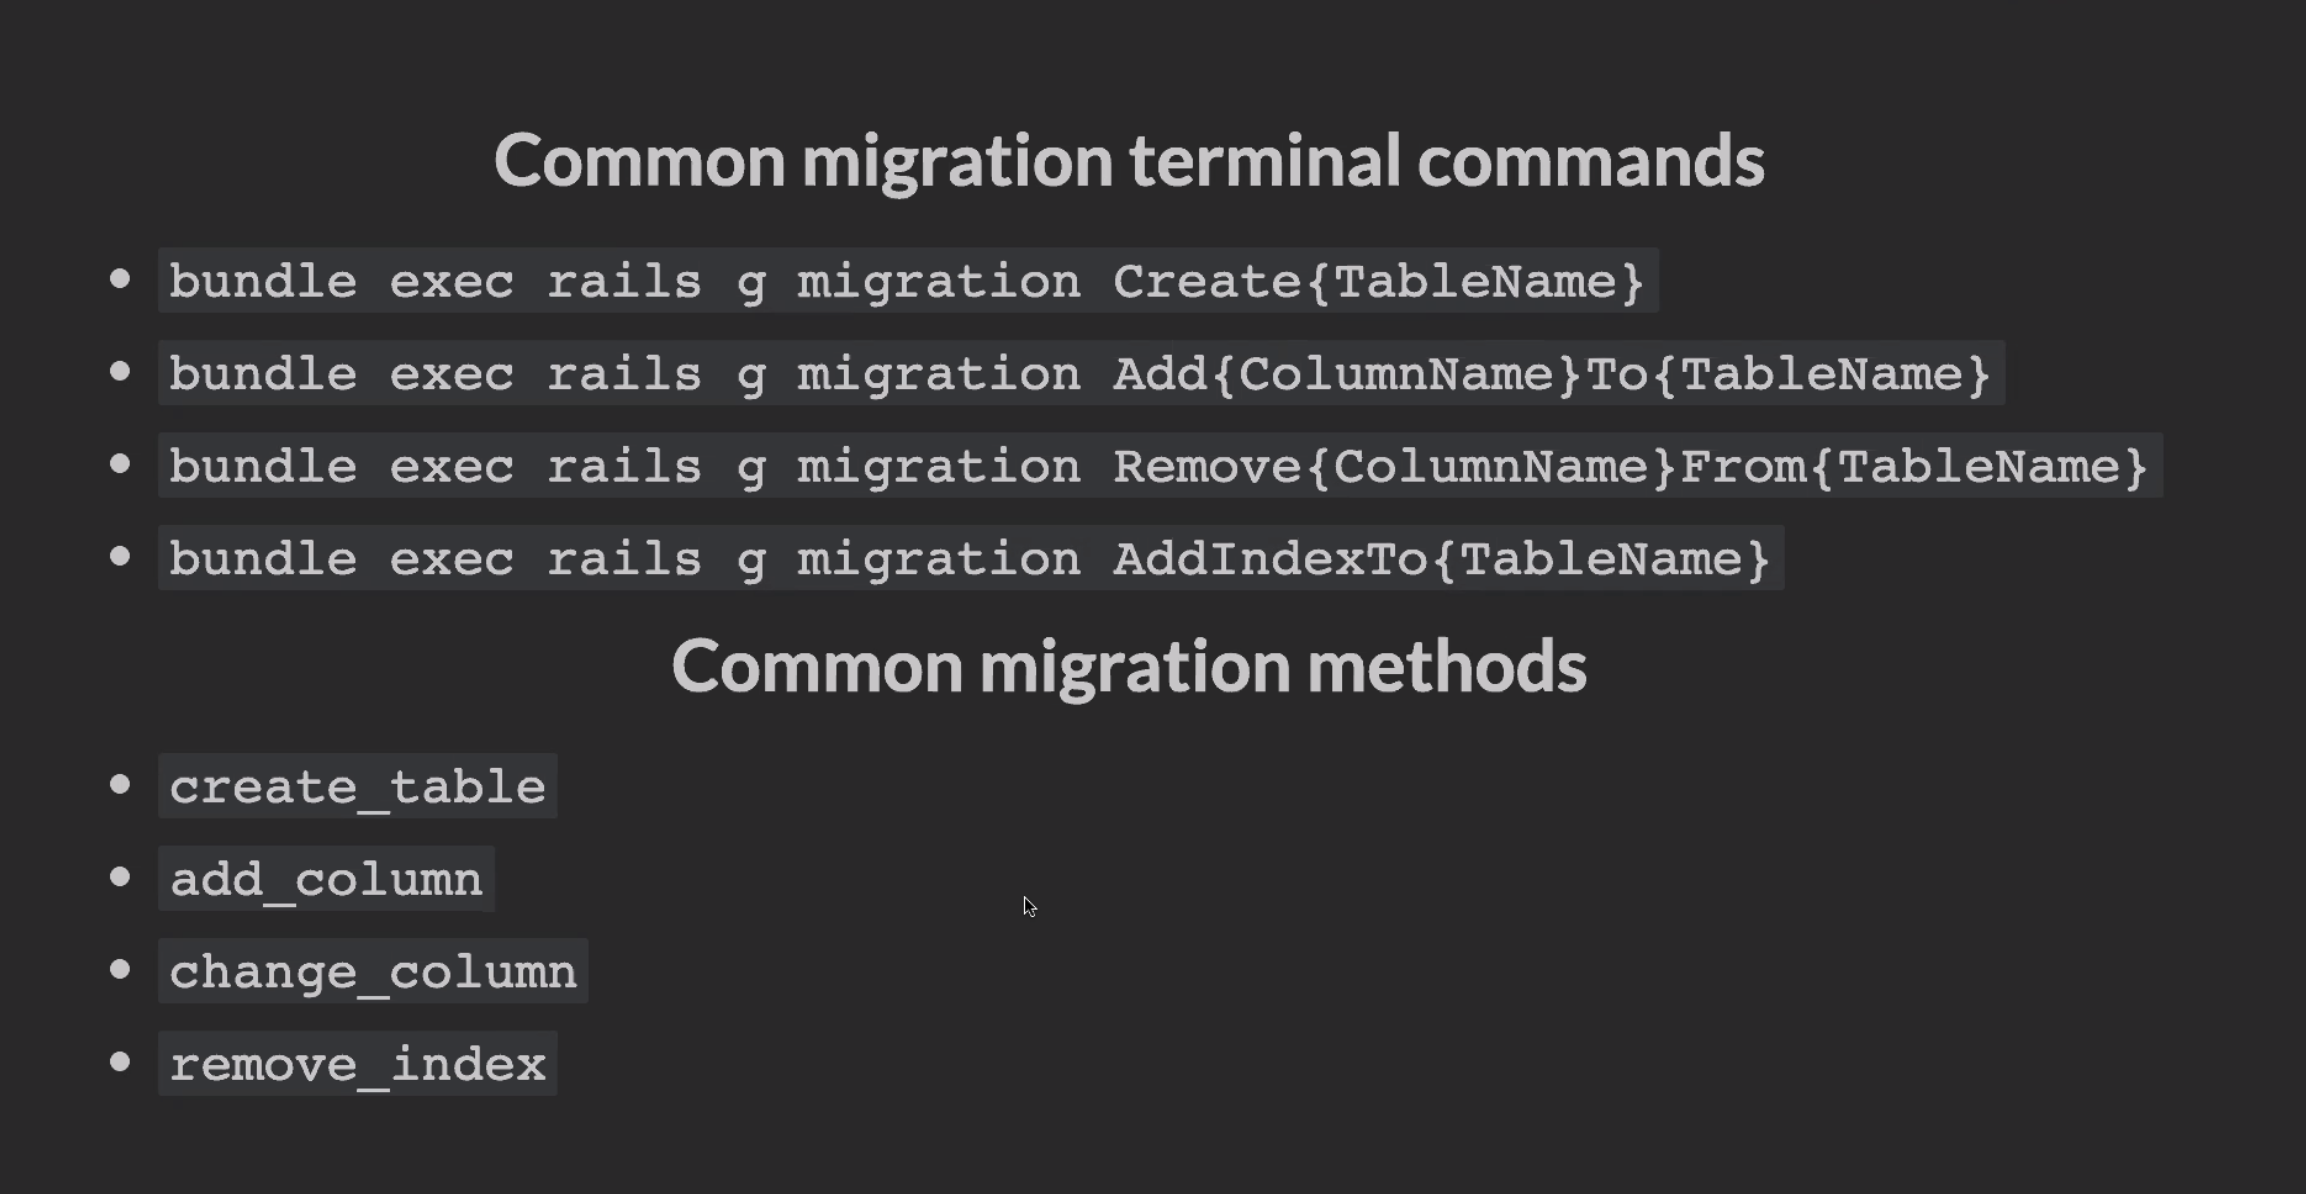 Common migration terminal commands
bundle exec rails g migration Create{TableName}
bundle exec rails g migration Add{ColumnName}To{TableName}
bundle exec rails g migration Remove{ColumnName}From{TableName}
bundle exec rails g migration AddIndexTo{TableName}
Common migration methods
create_table
add_column
change_column
remove_index